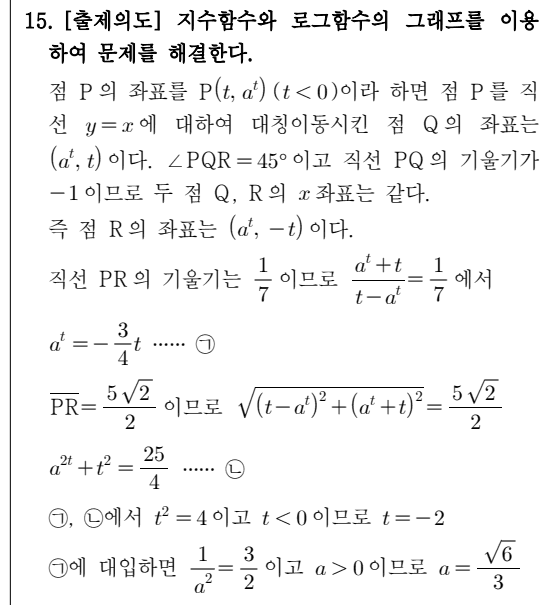 15. [출제의도] 지수함수와 로그함수의 그래프를 이용
하여 문제를 해결한다.
점 P의 좌표를 P(t, a^t) (t<0)이라 하면 점 P를 직
선 y=x에 대하여 대칭이동시킨 점 Q의 좌표는
(a^t, t)이다. ∠PQR=45°이고 직선 PQ의 기울기가
-1이므로 두 점 Q, R의 x좌표는 같다.
즉 점 R의 좌표는 (a^t, -t)이다.
직선 PR의 기울기는 1/7 이므로 (a^t+t)/(t-a^t)=1/7 에서
a^t=-3/4 t ······ ㉠
PR=5√2/2 이므로 √((t-a^t)^2+(a^t+t)^2)=5√2/2
a^{2t}+t^2=25/4 ······ ㉡
㉠, ㉡에서 t^2=4이고 t<0이므로 t=-2
㉠에 대입하면 1/a^2=3/2 이고 a>0이므로 a=√6/3